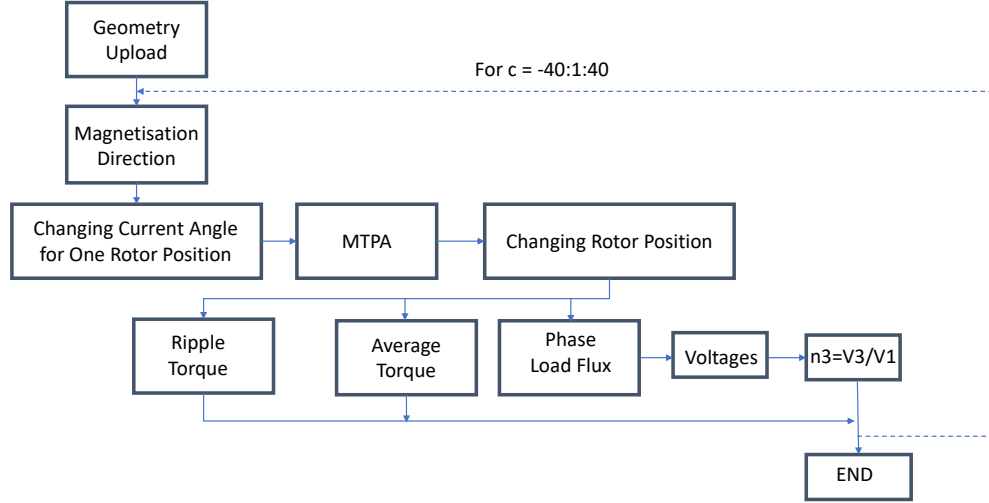 Geometry
Upload
For c = -40:1:40
Magnetisation
Direction
Changing Current Angle
for One Rotor Position
MTPA
Changing Rotor Position
Ripple
Torque
Average
Torque
Phase
Load Flux
Voltages
n3=V3/V1
END